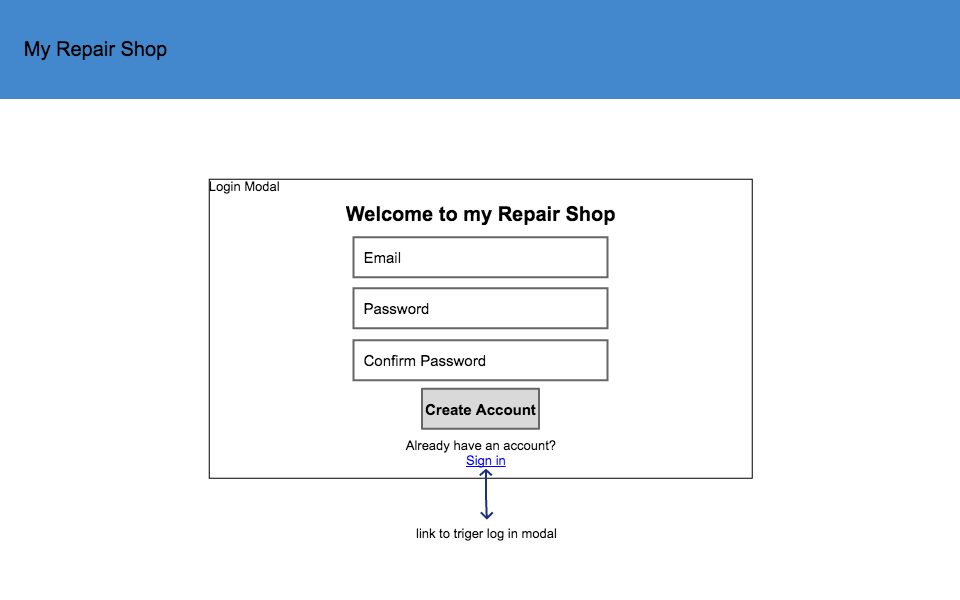 My Repair Shop
Login Modal
Welcome to my Repair Shop
Email
Password
Confirm Password
Create Account
Already have an account?
Sign in
link to triger log in modal